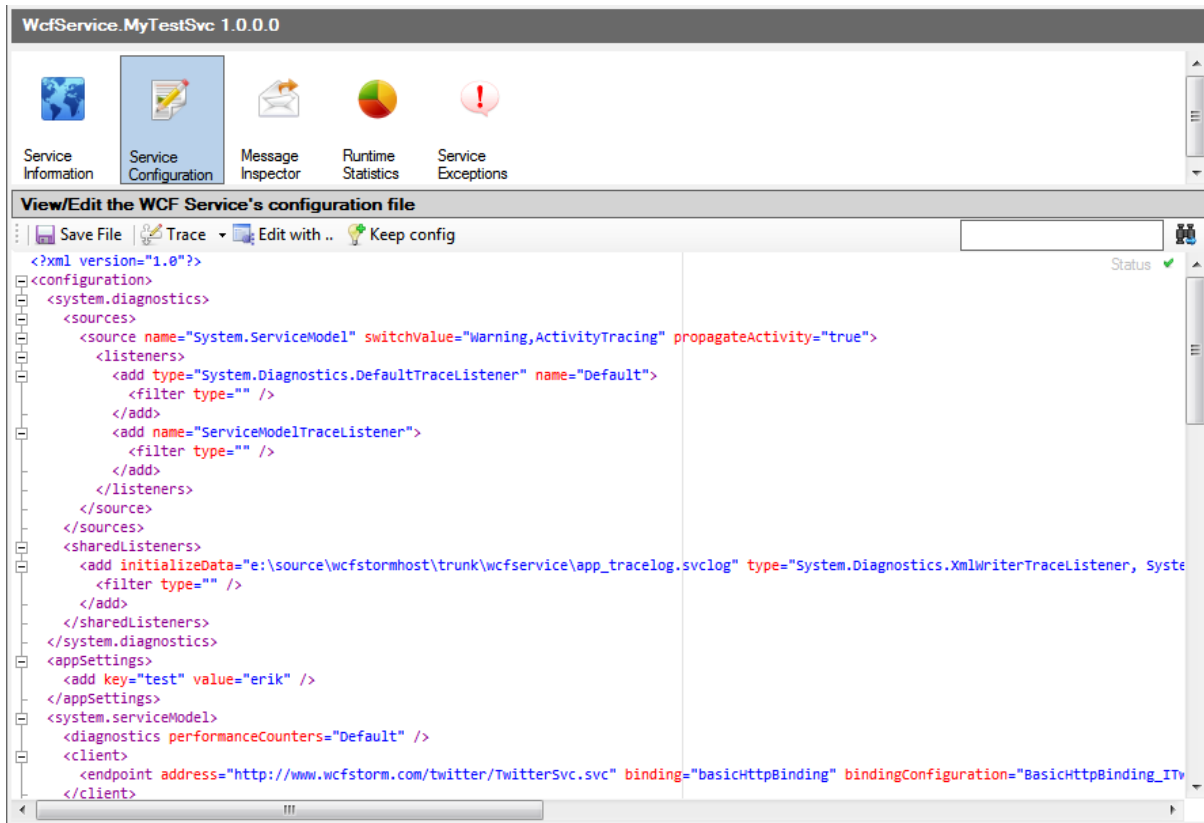 WcfService.MyTestSvc 1.0.0.0
Service Information
Service Configuration
Message Inspector
Runtime Statistics
Service Exceptions
View/Edit the WCF Service's configuration file
Save File Trace Edit with .. Keep config
Status
<?xml version="1.0"?>
<configuration>
<system.diagnostics>
<sources>
<source name="System.ServiceModel" switchValue="Warning,ActivityTracing" propagateActivity="true">
<listeners>
<add type="System.Diagnostics.DefaultTraceListener" name="Default">
<filter type="" />
</add>
<add name="ServiceModelTraceListener">
<filter type="" />
</add>
</listeners>
</source>
</sources>
<sharedListeners>
<add initializeData="e:\source\wcfstormhost\trunk\wcfservice\app_tracelog.svclog" type="System.Diagnostics.XmlWriterTraceListener, Syste
<filter type="" />
</add>
</sharedListeners>
</system.diagnostics>
<appSettings>
<add key="test" value="erik" />
</appSettings>
<system.serviceModel>
<diagnostics performanceCounters="Default" />
<client>
<endpoint address="http://www.wcfstorm.com/twitter/TwitterSvc.svc" binding="basicHttpBinding" bindingConfiguration="BasicHttpBinding_ITw
</client>